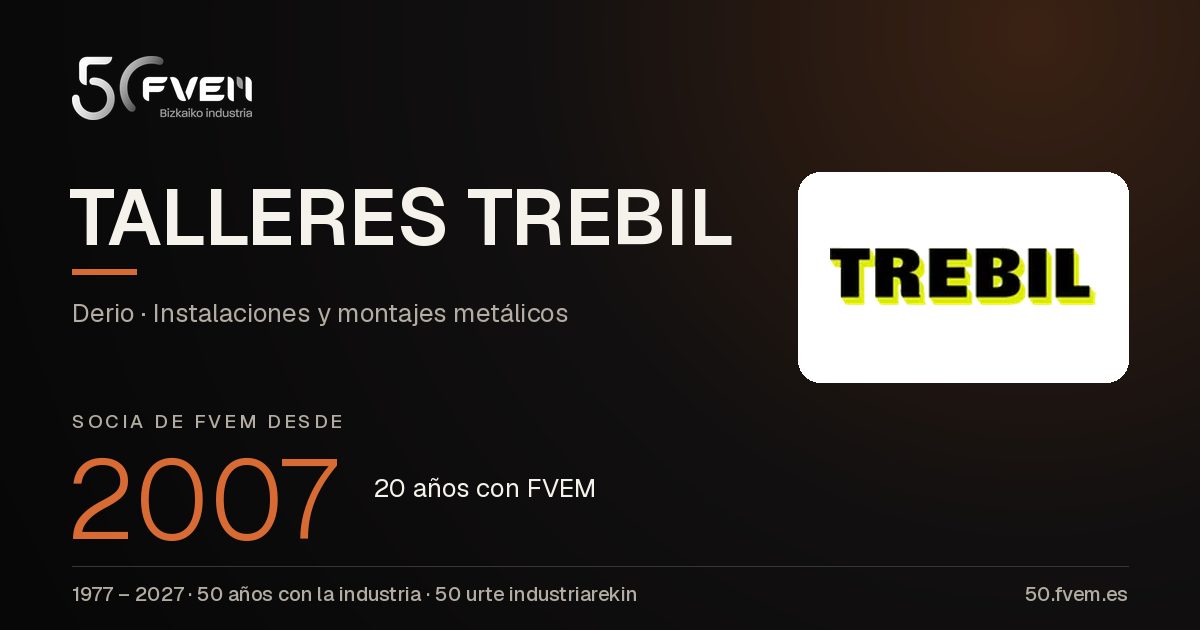 50 FVEM
Bizkaiko industria
TALLERES TREBIL
TREBIL
Derio · Instalaciones y montajes metálicos
SOCIA DE FVEM DESDE
2007
20 años con FVEM
1977 – 2027 · 50 años con la industria · 50 urte industriarekin
50.fvem.es